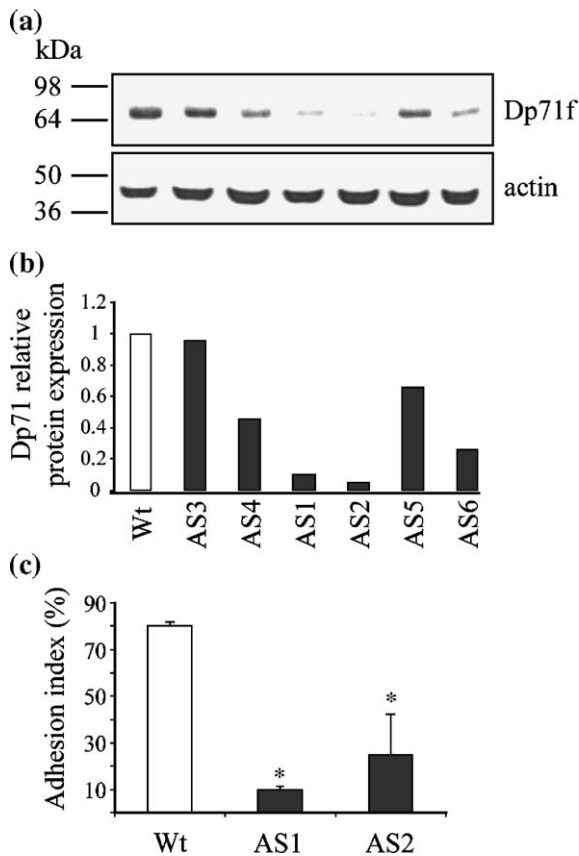 (a)
kDa
98
64
Dp71f
50
36
actin
(b)
Dp71 relative
protein expression
1.2
1
0.8
0.6
0.4
0.2
0
Wt
AS3
AS4
AS1
AS2
AS5
AS6
(c)
Adhesion index (%)
90
70
50
30
10
*
*
Wt
AS1
AS2